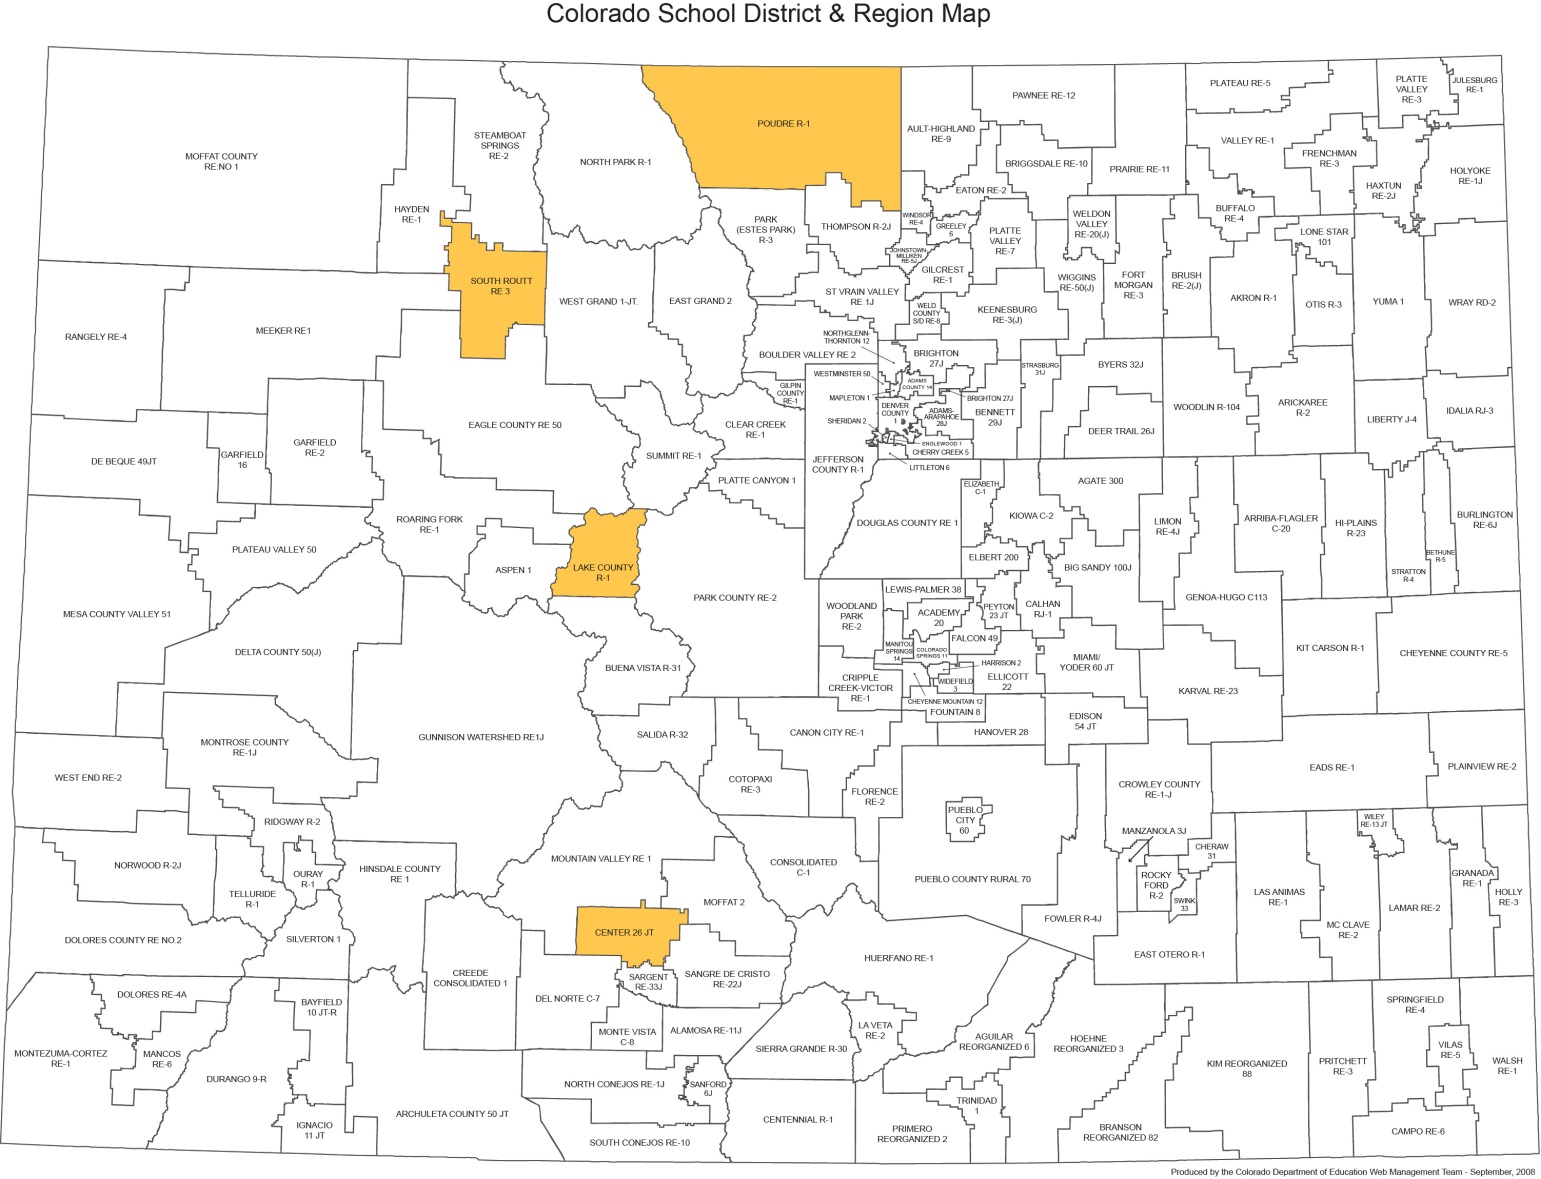 Colorado School District & Region Map
MOFFAT COUNTY
RE:NO 1
HAYDEN
RE-1
STEAMBOAT
SPRINGS
RE-2
NORTH PARK R-1
POUDRE R-1
AULT-HIGHLAND
RE-9
PAWNEE RE-12
BRIGGSDALE RE-10
PRAIRIE RE-11
PLATEAU RE-5
PLATTE
VALLEY
RE-3
JULESBURG
RE-1
VALLEY RE-1
FRENCHMAN
RE-3
HAXTUN
RE-2J
HOLYOKE
RE-1J
BUFFALO
RE-4
EATON RE-2
SOUTH ROUTT
RE 3
PARK
(ESTES PARK)
R-3
THOMPSON R-2J
WINDSOR
RE-4
GREELEY
6
PLATTE
VALLEY
RE-7
WELDON
VALLEY
RE-20(J)
LONE STAR
101
JOHNSTOWN-
MILLIKEN
RE-5J
GILCREST
RE-1
WIGGINS
RE-50(J)
FORT
MORGAN
RE-3
BRUSH
RE-2(J)
AKRON R-1
OTIS R-3
YUMA 1
WRAY RD-2
RANGELY RE-4
MEEKER RE1
WEST GRAND 1-JT.
EAST GRAND 2
ST VRAIN VALLEY
RE 1J
WELD
COUNTY
S/D RE-8
KEENESBURG
RE-3(J)
NORTHGLENN-
THORNTON 12
BOULDER VALLEY RE 2
BRIGHTON
27J
STRASBURG
31J
BYERS 32J
WESTMINSTER 50
ADAMS
COUNTY 14
GILPIN
COUNTY
RE-1
MAPLETON 1
BRIGHTON 27J
DENVER
COUNTY
1
ADAMS-
ARAPAHOE
28J
BENNETT
29J
WOODLIN R-104
ARICKAREE
R-2
LIBERTY J-4
IDALIA RJ-3
SHERIDAN 2
CLEAR CREEK
RE-1
DEER TRAIL 26J
ENGLEWOOD 1
CHERRY CREEK 5
LITTLETON 6
JEFFERSON
COUNTY R-1
EAGLE COUNTY RE 50
SUMMIT RE-1
PLATTE CANYON 1
DE BEQUE 49JT
GARFIELD
16
GARFIELD
RE-2
ROARING FORK
RE-1
PLATEAU VALLEY 50
ASPEN 1
LAKE COUNTY
R-1
PARK COUNTY RE-2
DOUGLAS COUNTY RE 1
ELIZABETH
C-1
KIOWA C-2
AGATE 300
LIMON
RE-4J
ARRIBA-FLAGLER
C-20
HI-PLAINS
R-23
STRATTON
R-4
BETHUNE
R-5
BURLINGTON
RE-6J
ELBERT 200
BIG SANDY 100J
GENOA-HUGO C113
MESA COUNTY VALLEY 51
DELTA COUNTY 50(J)
BUENA VISTA R-31
WOODLAND
PARK
RE-2
LEWIS-PALMER 38
ACADEMY
20
PEYTON
23 JT
CALHAN
RJ-1
FALCON 49
MANITOU
SPRINGS
14
COLORADO
SPRINGS 11
HARRISON 2
WIDEFIELD
3
ELLICOTT
22
MIAMI/
YODER 60 JT
KIT CARSON R-1
CHEYENNE COUNTY RE-5
KARVAL RE-23
CRIPPLE
CREEK-VICTOR
RE-1
CHEYENNE MOUNTAIN 12
FOUNTAIN 8
HANOVER 28
EDISON
54 JT
MONTROSE COUNTY
RE-1J
GUNNISON WATERSHED RE1J
SALIDA R-32
CANON CITY RE-1
COTOPAXI
RE-3
FLORENCE
RE-2
WEST END RE-2
PUEBLO
CITY
60
CROWLEY COUNTY
RE-1-J
EADS RE-1
PLAINVIEW RE-2
RIDGWAY R-2
MANZANOLA 3J
WILEY
RE-13 JT
CHERAW
31
NORWOOD R-2J
TELLURIDE
R-1
OURAY
R-1
HINSDALE COUNTY
RE 1
MOUNTAIN VALLEY RE 1
CONSOLIDATED
C-1
PUEBLO COUNTY RURAL 70
ROCKY
FORD
R-2
SWINK
33
LAS ANIMAS
RE-1
MC CLAVE
RE-2
LAMAR RE-2
GRANADA
RE-1
HOLLY
RE-3
MOFFAT 2
FOWLER R-4J
CENTER 26 JT
DOLORES COUNTY RE NO.2
SILVERTON 1
CREEDE
CONSOLIDATED 1
SARGENT
RE-33J
SANGRE DE CRISTO
RE-22J
HUERFANO RE-1
EAST OTERO R-1
DOLORES RE-4A
BAYFIELD
10 JT-R
DEL NORTE C-7
MONTE VISTA
C-8
ALAMOSA RE-11J
LA VETA
RE-2
SIERRA GRANDE R-30
AGUILAR
REORGANIZED 6
HOEHNE
REORGANIZED 3
SPRINGFIELD
RE-4
MONTEZUMA-CORTEZ
RE-1
MANCOS
RE-6
DURANGO 9-R
KIM REORGANIZED
88
PRITCHETT
RE-3
VILAS
RE-5
WALSH
RE-1
NORTH CONEJOS RE-1J
SANFORD
6J
ARCHULETA COUNTY 50 JT
IGNACIO
11 JT
SOUTH CONEJOS RE-10
CENTENNIAL R-1
PRIMERO
REORGANIZED 2
TRINIDAD
1
BRANSON
REORGANIZED 82
CAMPO RE-6
Produced by the Colorado Department of Education Web Management Team - September, 2008